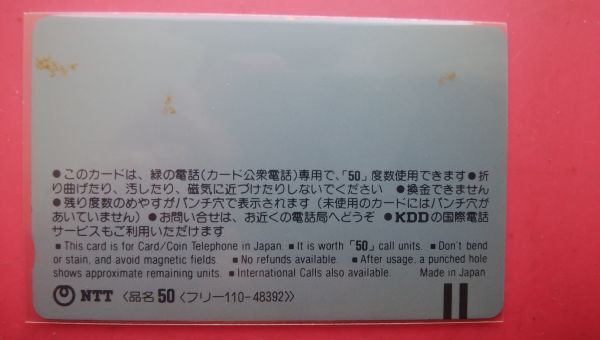 ●このカードは、緑の電話(カード公衆電話)専用で、「50」度数使用できます●折
り曲げたり、汚したり、磁気に近づけたりしないでください ●換金できません
●残り度数のめやすがパンチ穴で表示されます(未使用のカードにはパンチ穴が
あいていません)●お問い合せは、お近くの電話局へどうぞ ●KDDの国際電話
サービスもご利用いただけます
■This card is for Card/Coin Telephone in Japan. ■It is worth「50」call units. ■Don't bend
or stain, and avoid magnetic fields. ■No refunds available. ■After usage, a punched hole
shows approximate remaining units. ■International Calls also available. Made in Japan
NTT 〈品名50〈フリー110-48392〉〉